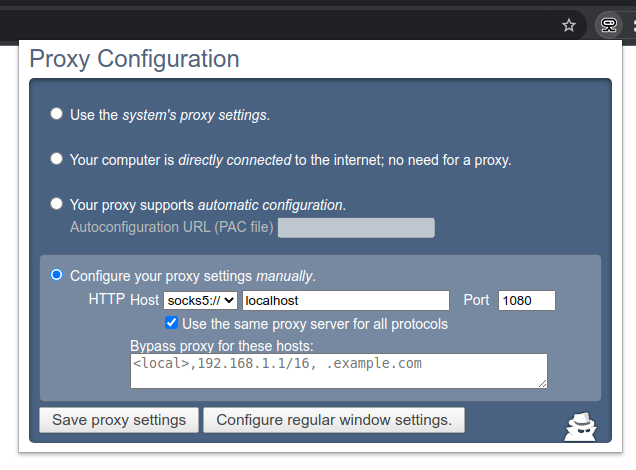 Proxy Configuration
Use the system's proxy settings.
Your computer is directly connected to the internet; no need for a proxy.
Your proxy supports automatic configuration.
Autoconfiguration URL (PAC file)
Configure your proxy settings manually.
HTTP Host socks5:// localhost Port 1080
Use the same proxy server for all protocols
Bypass proxy for these hosts:
<local>,192.168.1.1/16, .example.com
Save proxy settings Configure regular window settings.